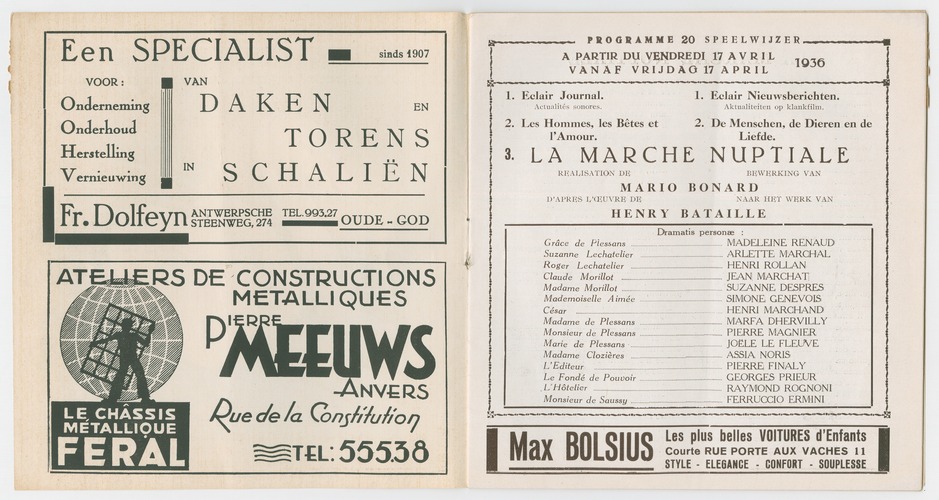 Een SPECIALIST sinds 1907
VOOR : VAN
Onderneming
Onderhoud
Herstelling
Vernieuwing
DAKEN EN
TORENS
IN SCHALIËN
Fr. Dolfeyn ANTWERPSCHE STEENWEG, 274 TEL. 993,27 OUDE - GOD
ATELIERS DE CONSTRUCTIONS
METALLIQUES
PIERRE
MEEUWS
ANVERS
Rue de la Constitution
TEL: 555.38
LE CHÂSSIS
MÉTALLIQUE
FERAL
PROGRAMME 20 SPEELWIJZER
A PARTIR DU VENDREDI 17 AVRIL
VANAF VRIJDAG 17 APRIL 1936
1. Eclair Journal.
Actualités sonores.
2. Les Hommes, les Bêtes et
l'Amour.
1. Eclair Nieuwsberichten.
Aktualiteiten op klankfilm.
2. De Menschen, de Dieren en de
Liefde.
3. LA MARCHE NUPTIALE
REALISATION DE BEWERKING VAN
MARIO BONARD
D'APRES L'ŒUVRE DE NAAR HET WERK VAN
HENRY BATAILLE
Dramatis personæ :
Grâce de Plessans MADELEINE RENAUD
Suzanne Lechatelier ARLETTE MARCHAL
Roger Lechatelier HENRI ROLLAN
Claude Morillot JEAN MARCHAT
Madame Morillot SUZANNE DESPRES
Mademoiselle Aimée SIMONE GENEVOIS
César HENRI MARCHAND
Madame de Plessans MARFA DHERVILLY
Monsieur de Plessans PIERRE MAGNIER
Marie de Plessans JOËLE LE FLEUVE
Madame Clozières ASSIA NORIS
L'Editeur PIERRE FINALY
Le Fondé de Pouvoir GEORGES PRIEUR
L'Hôtelier RAYMOND ROGNONI
Monsieur de Saussy FERRUCCIO ERMINI
Max BOLSIUS
Les plus belles VOITURES d'Enfants
Courte RUE PORTE AUX VACHES 11
STYLE - ELEGANCE - CONFORT - SOUPLESSE